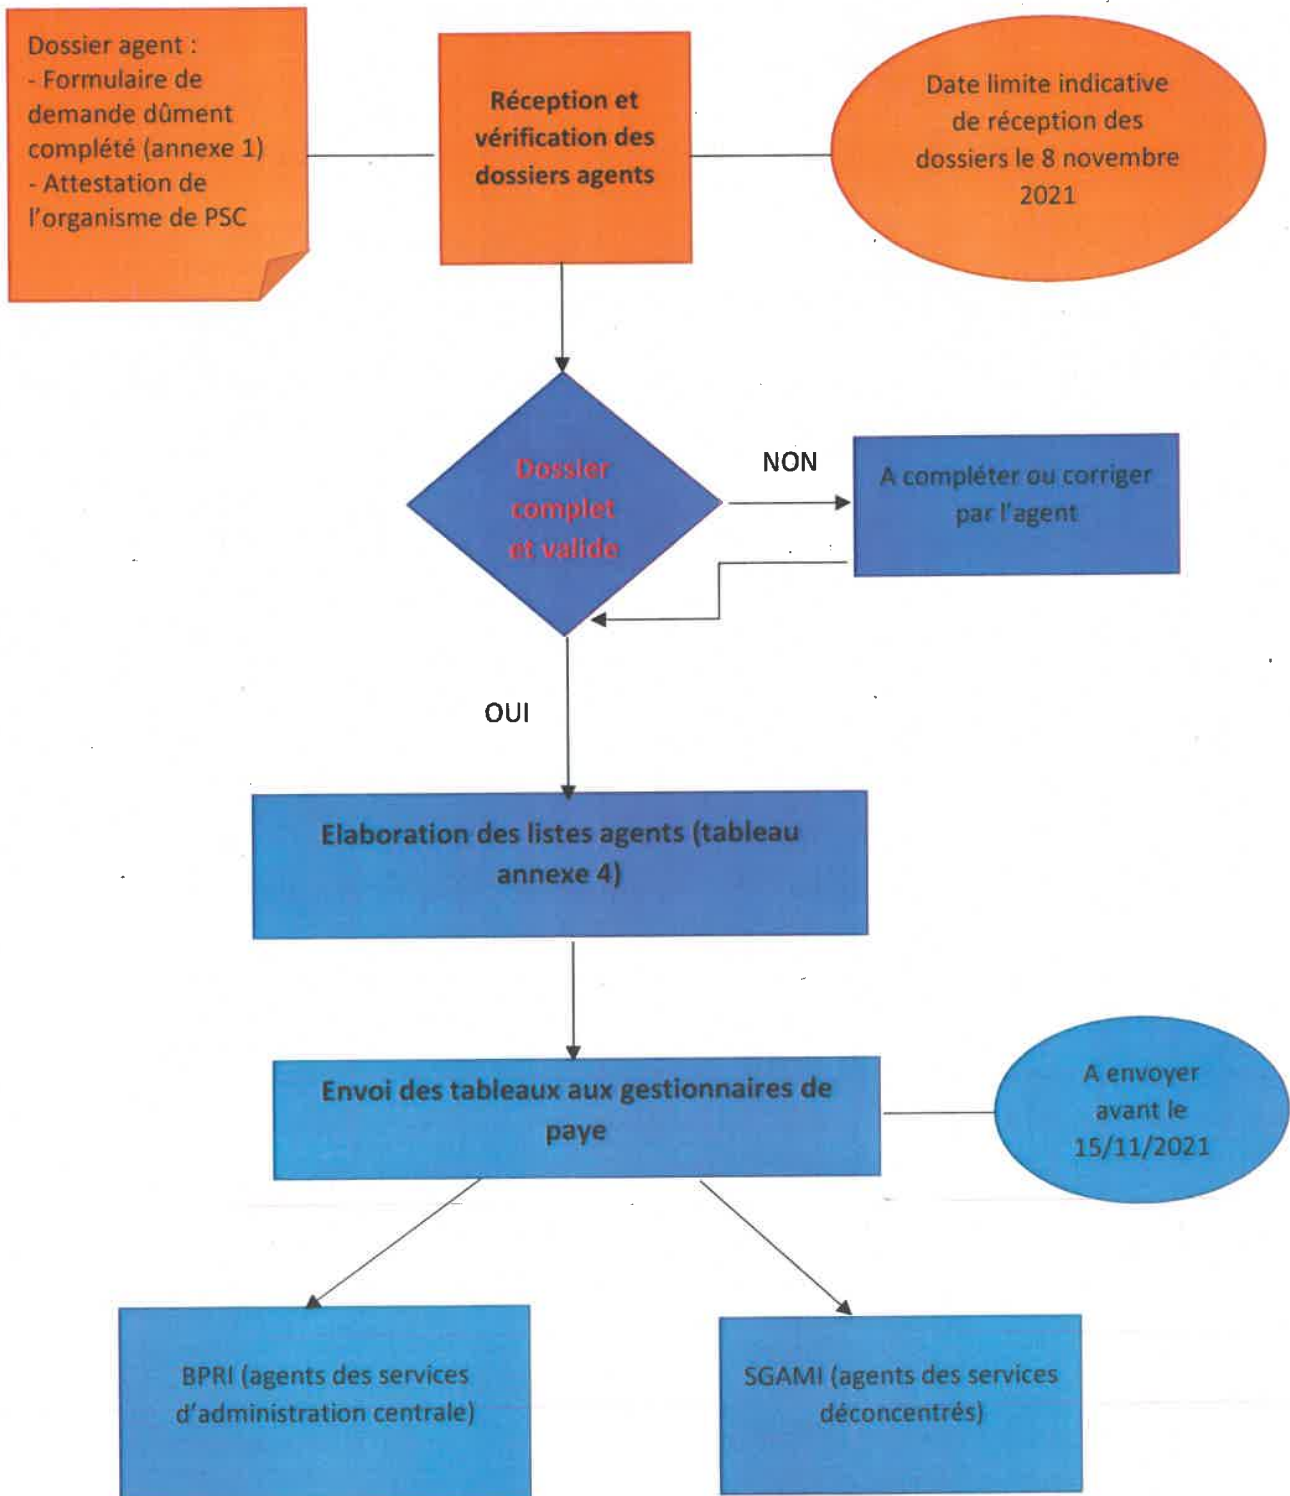 Dossier agent :
- Formulaire de
demande dûment
complété (annexe 1)
- Attestation de
l'organisme de PSC
Réception et
vérification des
dossiers agents
Date limite indicative
de réception des
dossiers le 8 novembre
2021
Dossier
complet
et valide
NON
A compléter ou corriger
par l'agent
OUI
Elaboration des listes agents (tableau
annexe 4)
Envoi des tableaux aux gestionnaires de
paye
A envoyer
avant le
15/11/2021
BPRI (agents des services
d'administration centrale)
SGAMI (agents des services
déconcentrés)